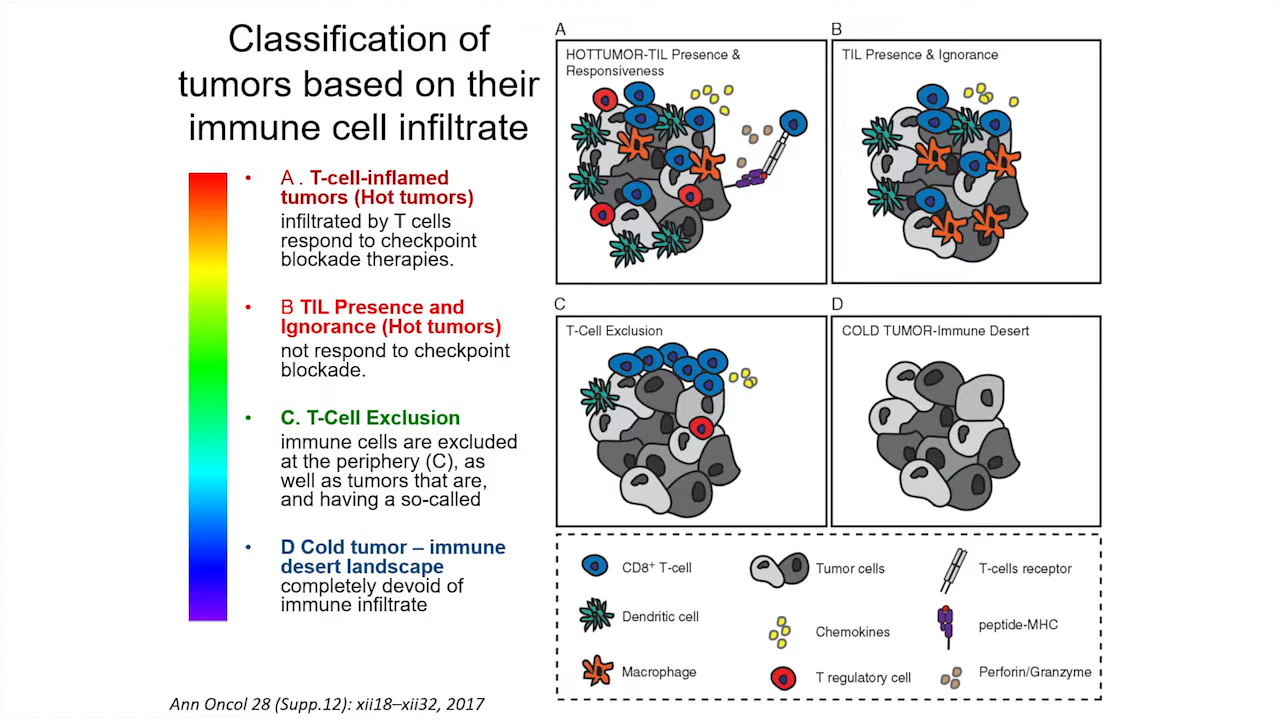 Classification of
tumors based on their
immune cell infiltrate
• A . T-cell-inflamed
tumors (Hot tumors)
infiltrated by T cells
respond to checkpoint
blockade therapies.
• B TIL Presence and
Ignorance (Hot tumors)
not respond to checkpoint
blockade.
• C. T-Cell Exclusion
immune cells are excluded
at the periphery (C), as
well as tumors that are,
and having a so-called
• D Cold tumor – immune
desert landscape
completely devoid of
immune infiltrate
Ann Oncol 28 (Supp.12): xii18–xii32, 2017
A
HOTTUMOR-TIL Presence &
Responsiveness
B
TIL Presence & Ignorance
C
T-Cell Exclusion
D
COLD TUMOR-Immune Desert
CD8+ T-cell
Tumor cells
T-cells receptor
Dendritic cell
Chemokines
peptide-MHC
Macrophage
T regulatory cell
Perforin/Granzyme